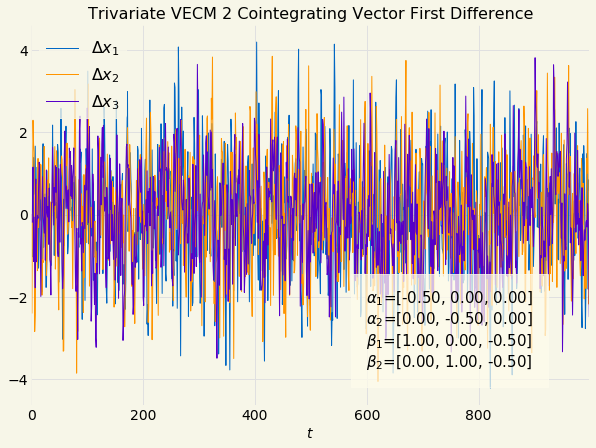 Trivariate VECM 2 Cointegrating Vector First Difference
Δx₁
Δx₂
Δx₃
4
2
0
−2
−4
α₁=[-0.50, 0.00, 0.00]
α₂=[0.00, -0.50, 0.00]
β₁=[1.00, 0.00, -0.50]
β₂=[0.00, 1.00, -0.50]
0 200 400 600 800
t